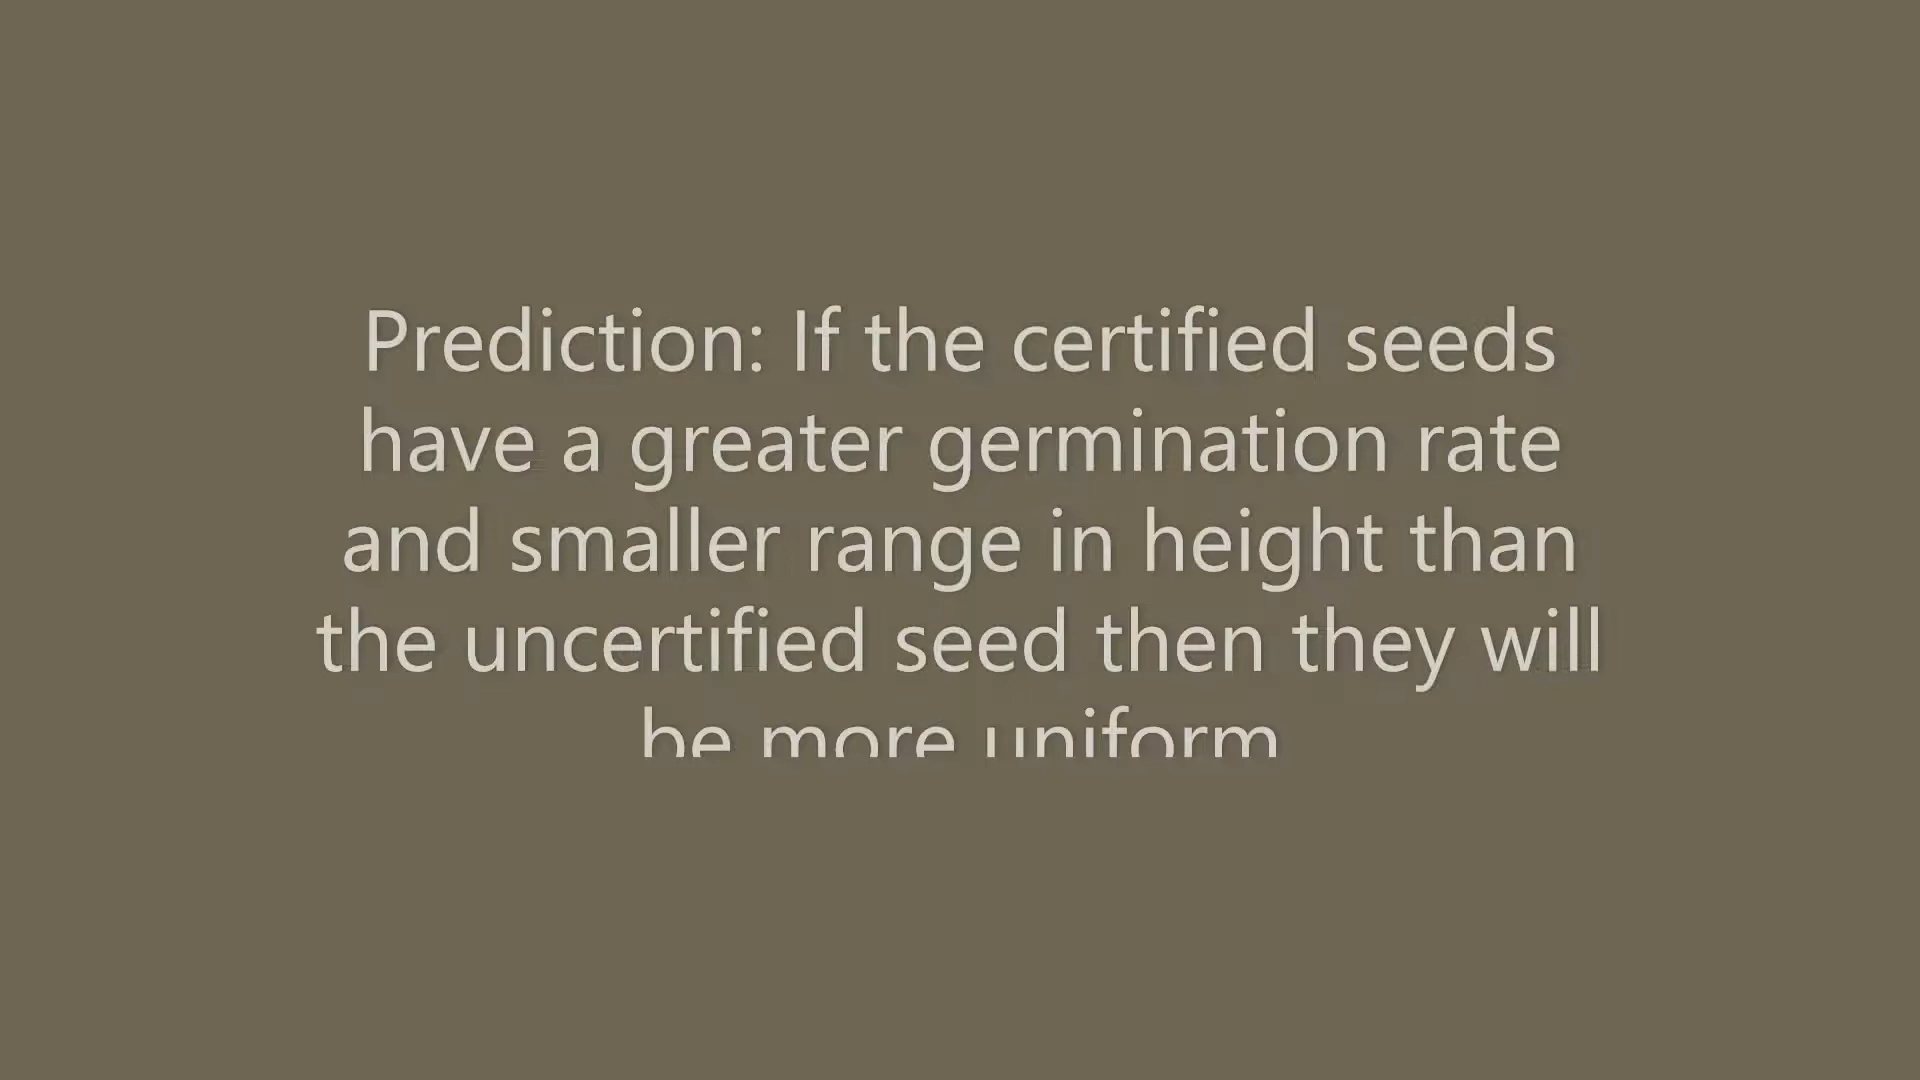 Prediction: If the certified seeds
have a greater germination rate
and smaller range in height than
the uncertified seed then they will
be more uniform